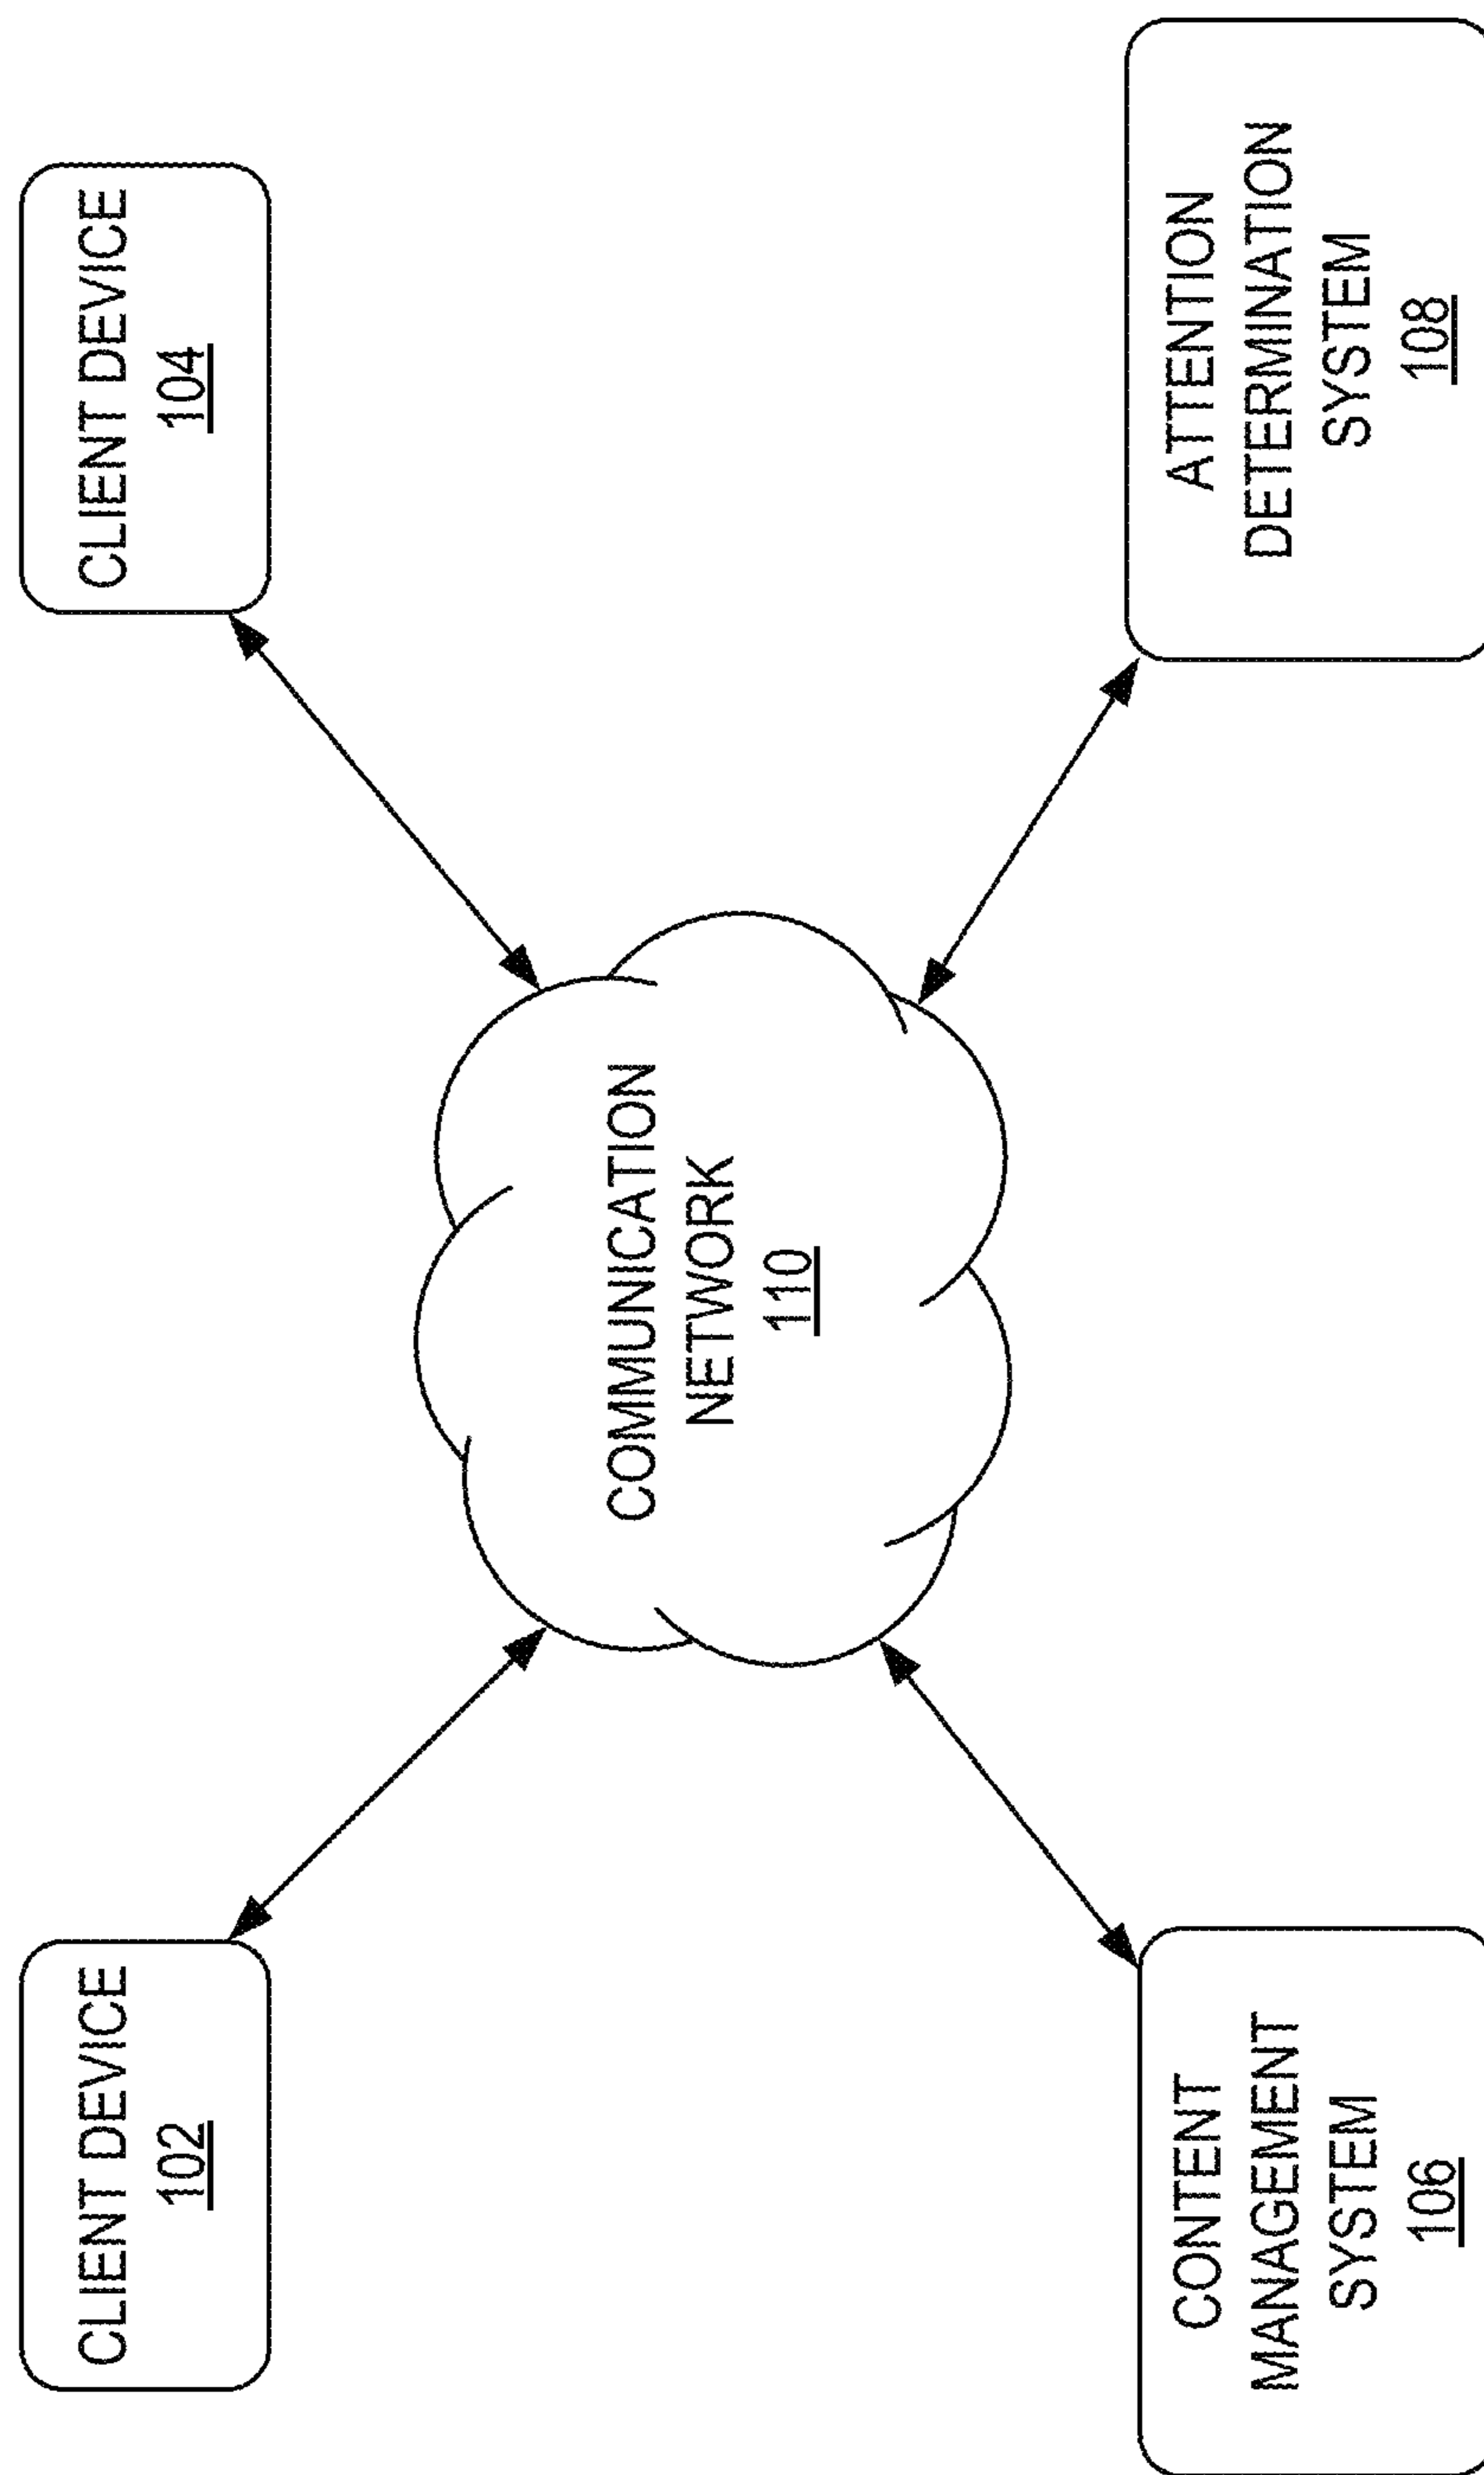 CLIENT DEVICE
102
CLIENT DEVICE
104
COMMUNICATION
NETWORK
110
CONTENT
MANAGEMENT
SYSTEM
106
ATTENTION
DETERMINATION
SYSTEM
108